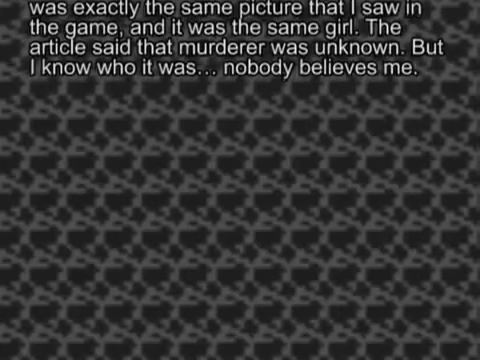 was exactly the same picture that I saw in
the game, and it was the same girl. The
article said that murderer was unknown. But
I know who it was... nobody believes me.